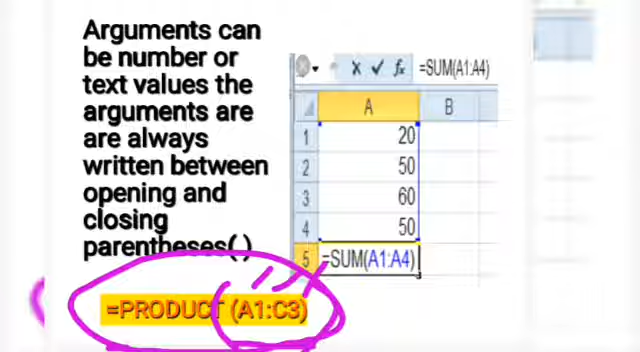 Arguments can
be number or
text values the
arguments are
are always
written between
opening and
closing
parentheses( )
=PRODUCT (A1:C3)
=SUM(A1:A4)
A B
1 20
2 50
3 60
4 50
5 =SUM(A1:A4)